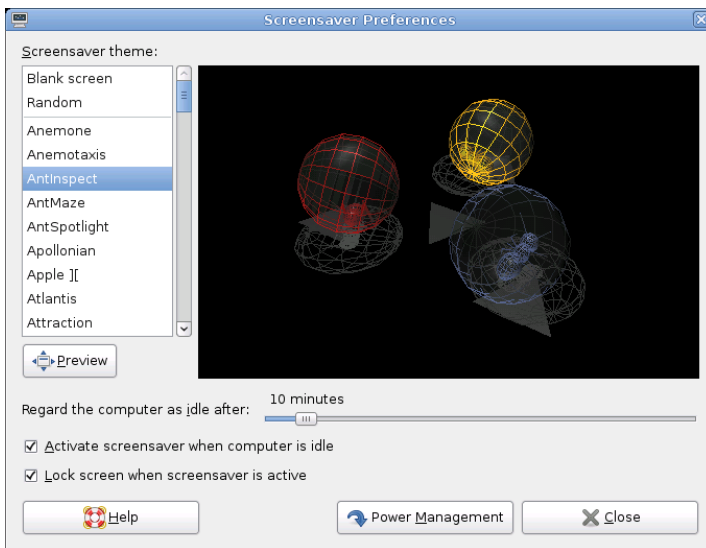 Screensaver Preferences
Screensaver theme:
Blank screen
Random
Anemone
Anemotaxis
AntInspect
AntMaze
AntSpotlight
Apollonian
Apple ][
Atlantis
Attraction
Preview
10 minutes
Regard the computer as idle after:
Activate screensaver when computer is idle
Lock screen when screensaver is active
Help
Power Management
Close